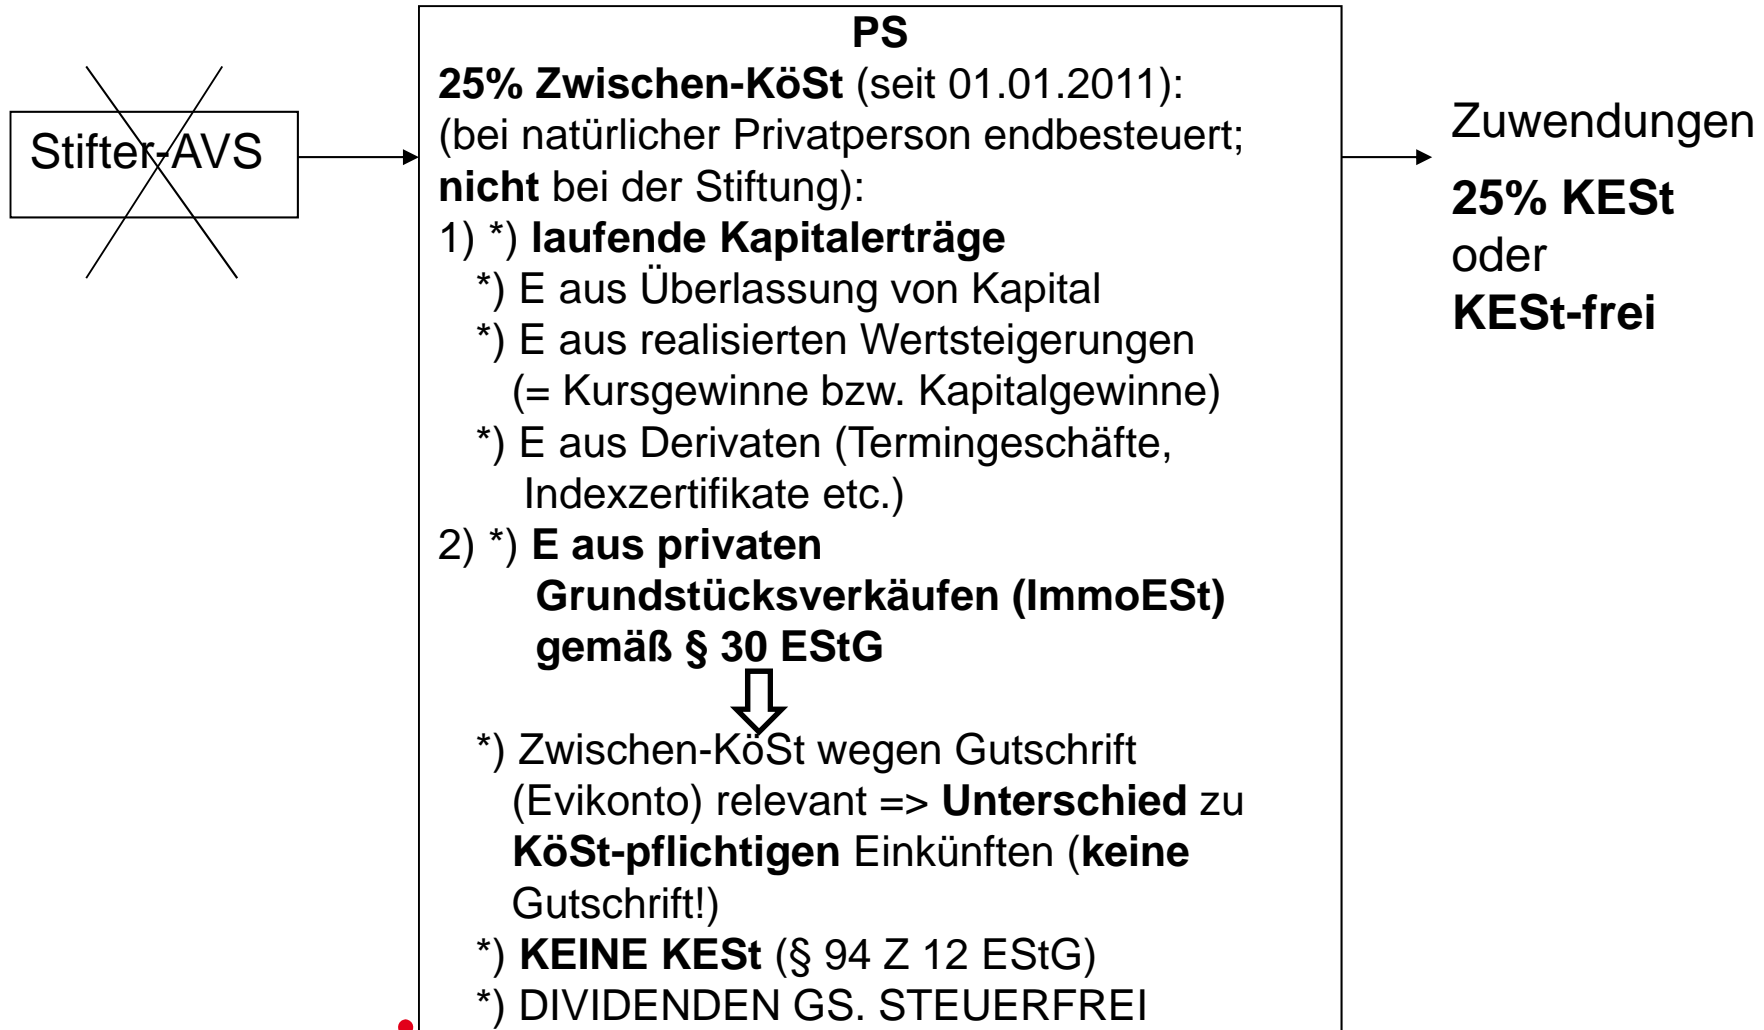 Stifter-AVS
PS
25% Zwischen-KöSt (seit 01.01.2011):
(bei natürlicher Privatperson endbesteuert;
nicht bei der Stiftung):
1) *) laufende Kapitalerträge
*) E aus Überlassung von Kapital
*) E aus realisierten Wertsteigerungen
(= Kursgewinne bzw. Kapitalgewinne)
*) E aus Derivaten (Termingeschäfte,
Indexzertifikate etc.)
2) *) E aus privaten
Grundstücksverkäufen (ImmoESt)
gemäß § 30 EStG
*) Zwischen-KöSt wegen Gutschrift
(Evikonto) relevant => Unterschied zu
KöSt-pflichtigen Einkünften (keine
Gutschrift!)
*) KEINE KESt (§ 94 Z 12 EStG)
*) DIVIDENDEN GS. STEUERFREI
Zuwendungen
25% KESt
oder
KESt-frei